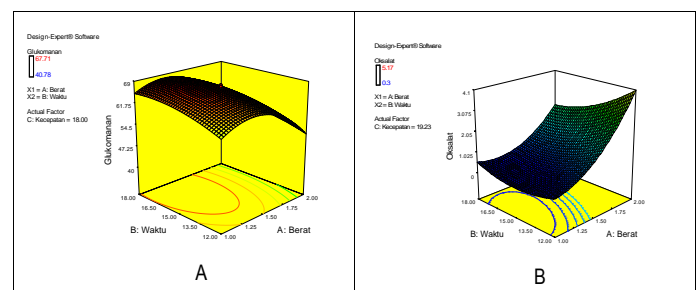 Design-Expert® Software
Glukomanan
67.71
40.78
X1 = A: Berat
X2 = B: Waktu
Actual Factor
C: Kecepatan = 18.00
69
61.75
54.5
47.25
40
Glukomanan
18.00
16.50
15.00
13.50
12.00
B: Waktu
1.00
1.25
1.50
1.75
2.00
A: Berat
A
Design-Expert® Software
Oksalat
5.17
0.3
X1 = A: Berat
X2 = B: Waktu
Actual Factor
C: Kecepatan = 19.23
4.1
3.075
2.05
1.025
0
Oksalat
18.00
16.50
15.00
13.50
12.00
B: Waktu
1.00
1.25
1.50
1.75
2.00
A: Berat
B